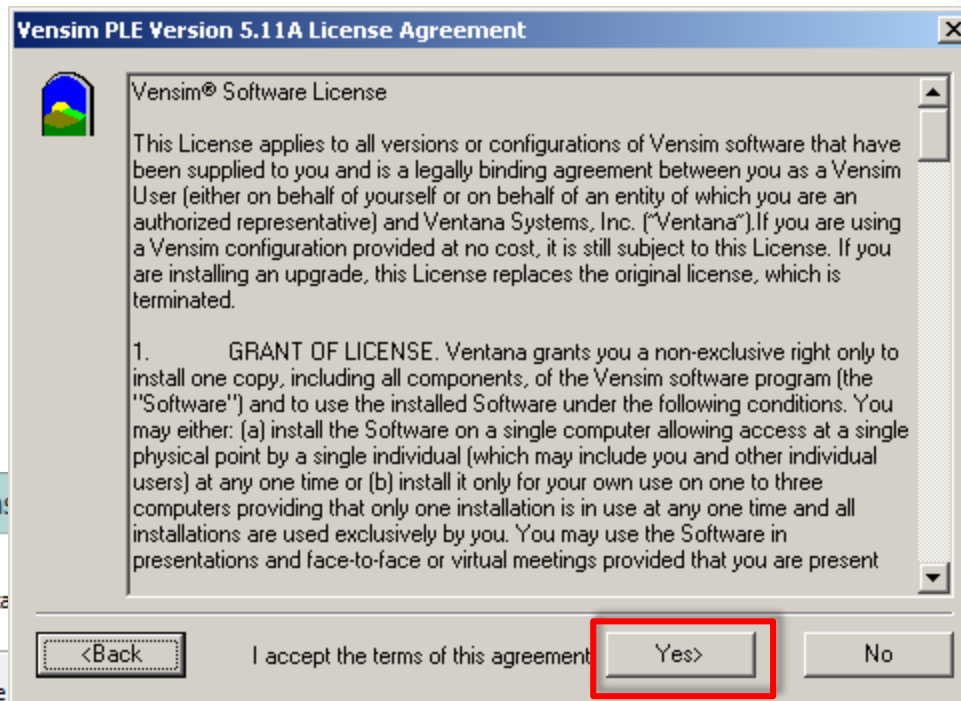 Vensim PLE Version 5.11A License Agreement
Vensim® Software License
This License applies to all versions or configurations of Vensim software that have
been supplied to you and is a legally binding agreement between you as a Vensim
User (either on behalf of yourself or on behalf of an entity of which you are an
authorized representative) and Ventana Systems, Inc. ("Ventana").If you are using
a Vensim configuration provided at no cost, it is still subject to this License. If you
are installing an upgrade, this License replaces the original license, which is
terminated.
1. GRANT OF LICENSE. Ventana grants you a non-exclusive right only to
install one copy, including all components, of the Vensim software program (the
"Software") and to use the installed Software under the following conditions. You
may either: (a) install the Software on a single computer allowing access at a single
physical point by a single individual (which may include you and other individual
users) at any one time or (b) install it only for your own use on one to three
computers providing that only one installation is in use at any one time and all
installations are used exclusively by you. You may use the Software in
presentations and face-to-face or virtual meetings provided that you are present
<Back I accept the terms of this agreement Yes> No